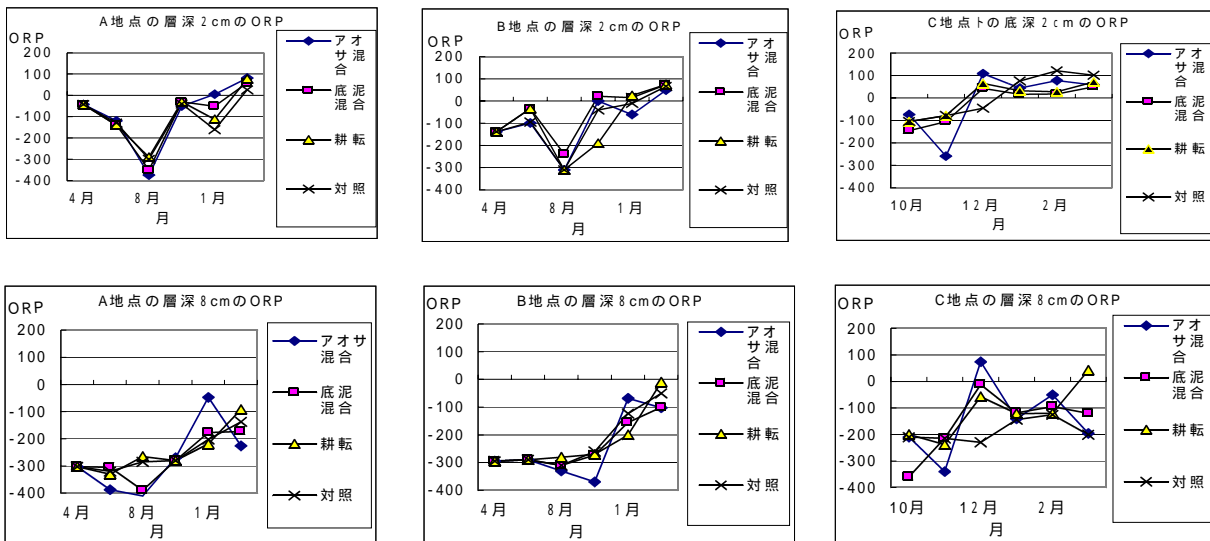 A地点の層深2cmのORP
ORP
200
100
0
-100
-200
-300
-400
4月
8月
1月
月
アオ
サ混
合
底泥
混合
耕転
対照
B地点の層深2cmのORP
ORP
200
100
0
-100
-200
-300
-400
4月
8月
1月
月
アオ
サ混
合
底泥
混合
耕転
対照
C地点トの底深2cmのORP
ORP
200
100
0
-100
-200
-300
-400
10月
12月
2月
月
アオ
サ混
合
底泥
混合
耕転
対照
A地点の層深8cmのORP
ORP
200
100
0
-100
-200
-300
-400
4月
8月
1月
月
アオサ
混合
底泥
混合
耕転
対照
B地点の層深8cmのORP
ORP
200
100
0
-100
-200
-300
-400
4月
8月
1月
月
アオ
サ混
合
底泥
混合
耕転
対照
C地点の層深8cmのORP
ORP
200
100
0
-100
-200
-300
-400
10月
12月
2月
月
アオ
サ混
合
底泥
混合
耕転
対照